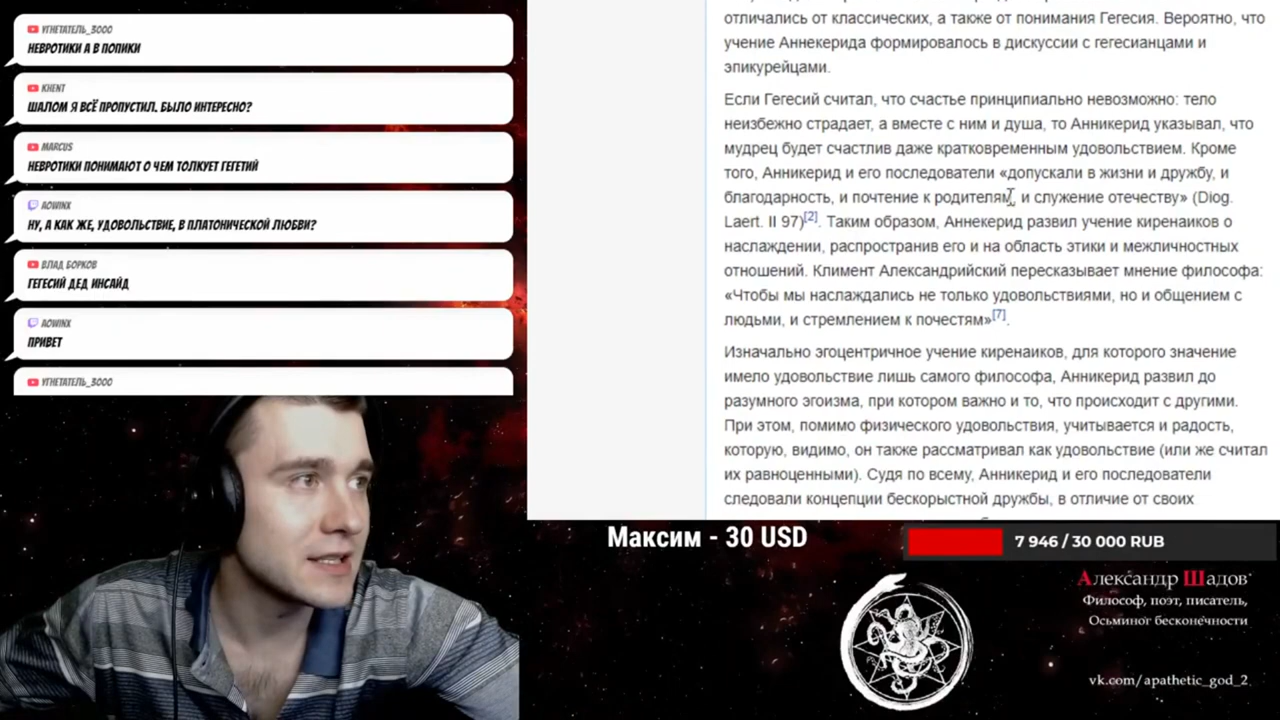 УГНЕТАТЕЛЬ_3000
НЕВРОТИКИ А В ПОПИКИ
KHENT
ШАЛОМ Я ВСЁ ПРОПУСТИЛ. БЫЛО ИНТЕРЕСНО?
MARCUS
НЕВРОТИКИ ПОНИМАЮТ О ЧЕМ ТОЛКУЕТ ГЕГЕТИЙ
AOWINX
НУ, А КАК ЖЕ, УДОВОЛЬСТВИЕ, В ПЛАТОНИЧЕСКОЙ ЛЮБВИ?
ВЛАД БОРКОВ
ГЕГЕСИЙ ДЕД ИНСАЙД
AOWINX
ПРИВЕТ
УГНЕТАТЕЛЬ_3000
отличались от классических, а также от понимания Гегесия. Вероятно, что
учение Аннекерида формировалось в дискуссии с гегесианцами и
эпикурейцами.
Если Гегесий считал, что счастье принципиально невозможно: тело
неизбежно страдает, а вместе с ним и душа, то Анникерид указывал, что
мудрец будет счастлив даже кратковременным удовольствием. Кроме
того, Анникерид и его последователи «допускали в жизни и дружбу, и
благодарность, и почтение к родителям, и служение отечеству» (Diog.
Laert. II 97)[2]. Таким образом, Аннекерид развил учение киренаиков о
наслаждении, распространив его и на область этики и межличностных
отношений. Климент Александрийский пересказывает мнение философа:
«Чтобы мы наслаждались не только удовольствиями, но и общением с
людьми, и стремлением к почестям»[7].
Изначально эгоцентричное учение киренаиков, для которого значение
имело удовольствие лишь самого философа, Анникерид развил до
разумного эгоизма, при котором важно и то, что происходит с другими.
При этом, помимо физического удовольствия, учитывается и радость,
которую, видимо, он также рассматривал как удовольствие (или же считал
их равноценными). Судя по всему, Анникерид и его последователи
следовали концепции бескорыстной дружбы, в отличие от своих
Максим - 30 USD
7 946 / 30 000 RUB
Александр Шадов
Философ, поэт, писатель,
Осьминог бесконечности
vk.com/apathetic_god_2